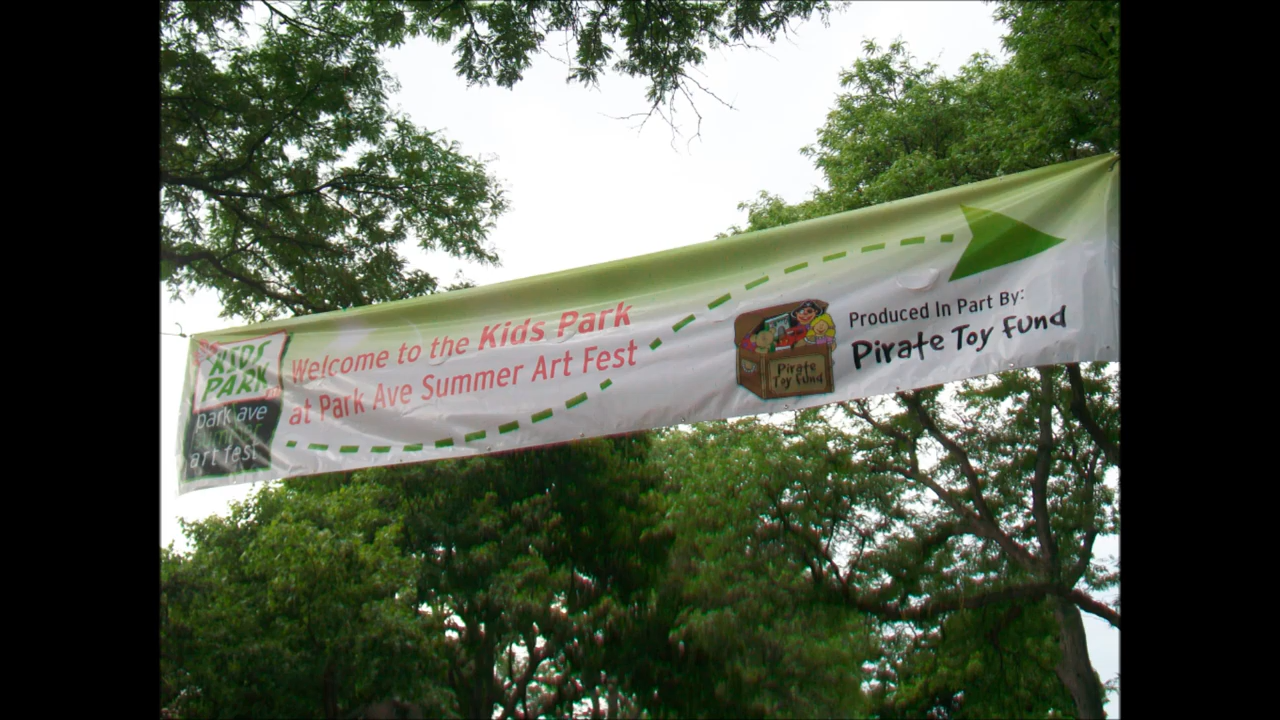 KIDS
PARK
park ave
summer
art fest
Welcome to the Kids Park
at Park Ave Summer Art Fest
Pirate
Toy Fund
Produced In Part By:
Pirate Toy Fund